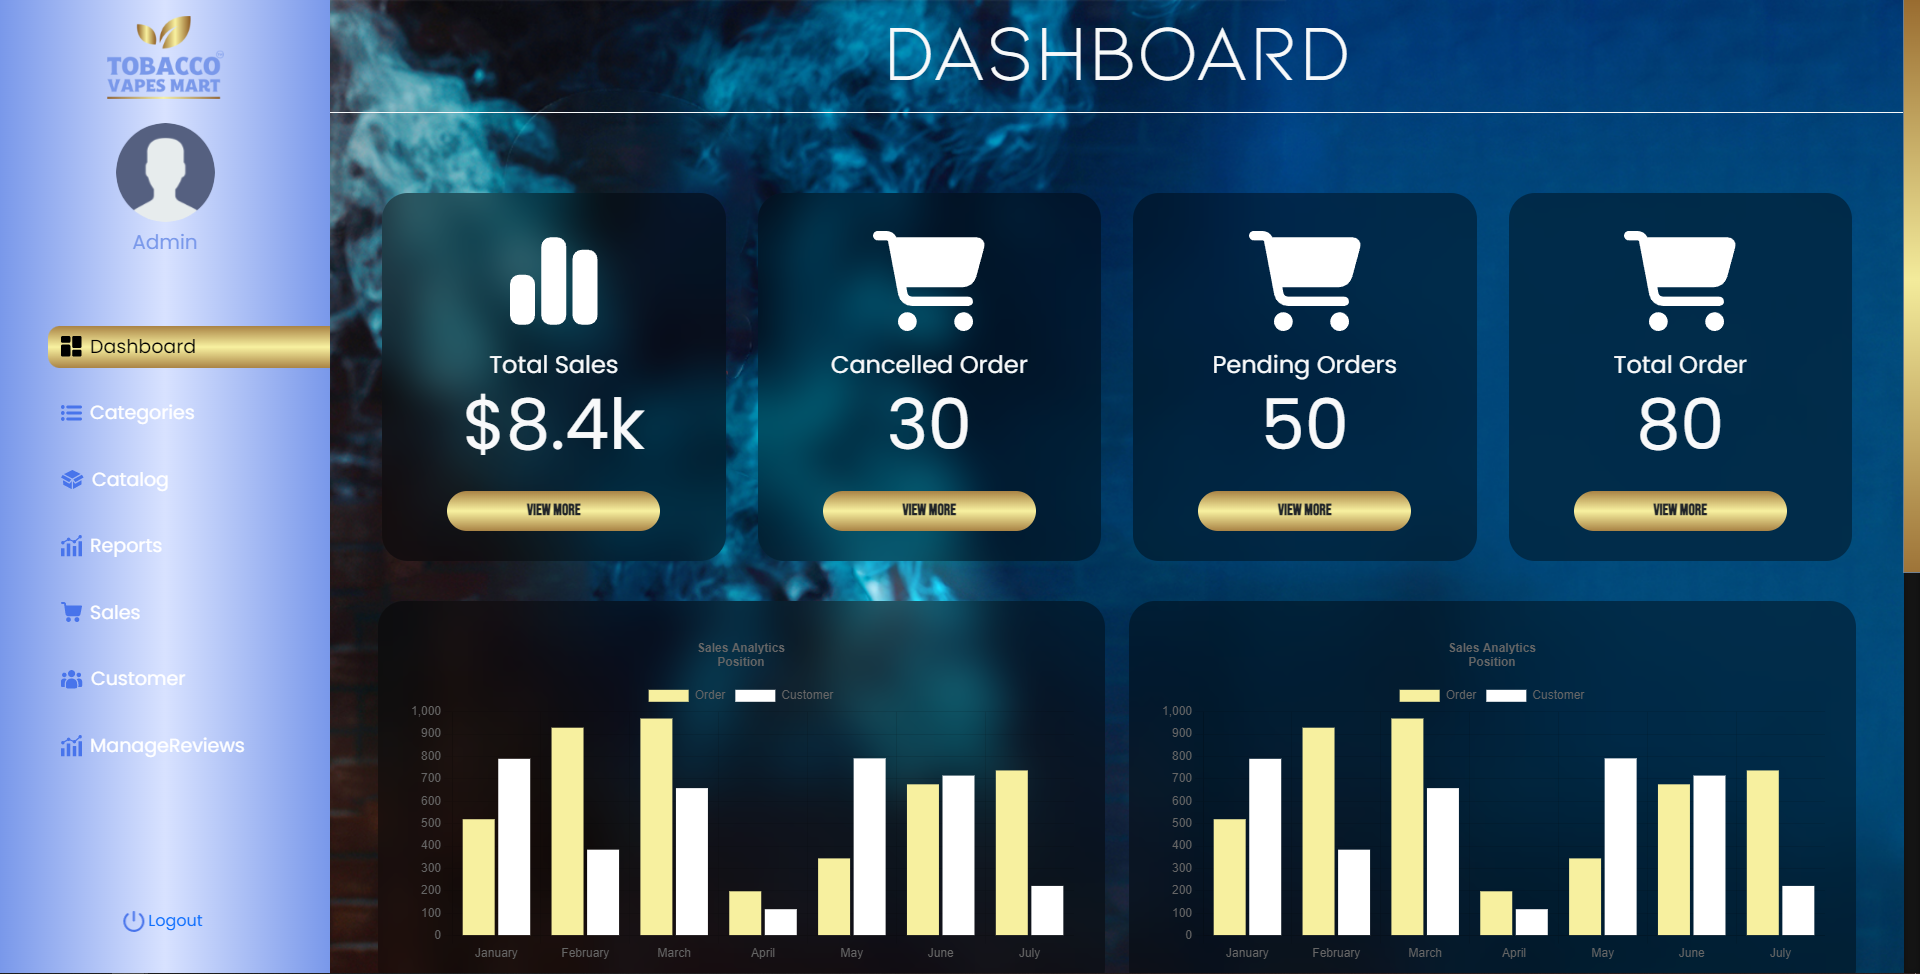 TOBACCO
VAPES MART
Admin
Dashboard
Categories
Catalog
Reports
Sales
Customer
ManageReviews
Logout
DASHBOARD
Total Sales
$8.4k
VIEW MORE
Cancelled Order
30
VIEW MORE
Pending Orders
50
VIEW MORE
Total Order
80
VIEW MORE
Sales Analytics
Position
Order Customer
1,000
900
800
700
600
500
400
300
200
100
0
January February March April May June July
Sales Analytics
Position
Order Customer
1,000
900
800
700
600
500
400
300
200
100
0
January February March April May June July